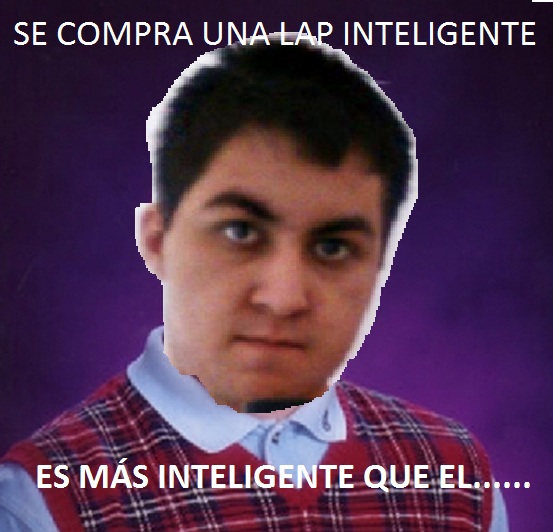 SE COMPRA UNA LAP INTELIGENTE
ES MÁS INTELIGENTE QUE EL......